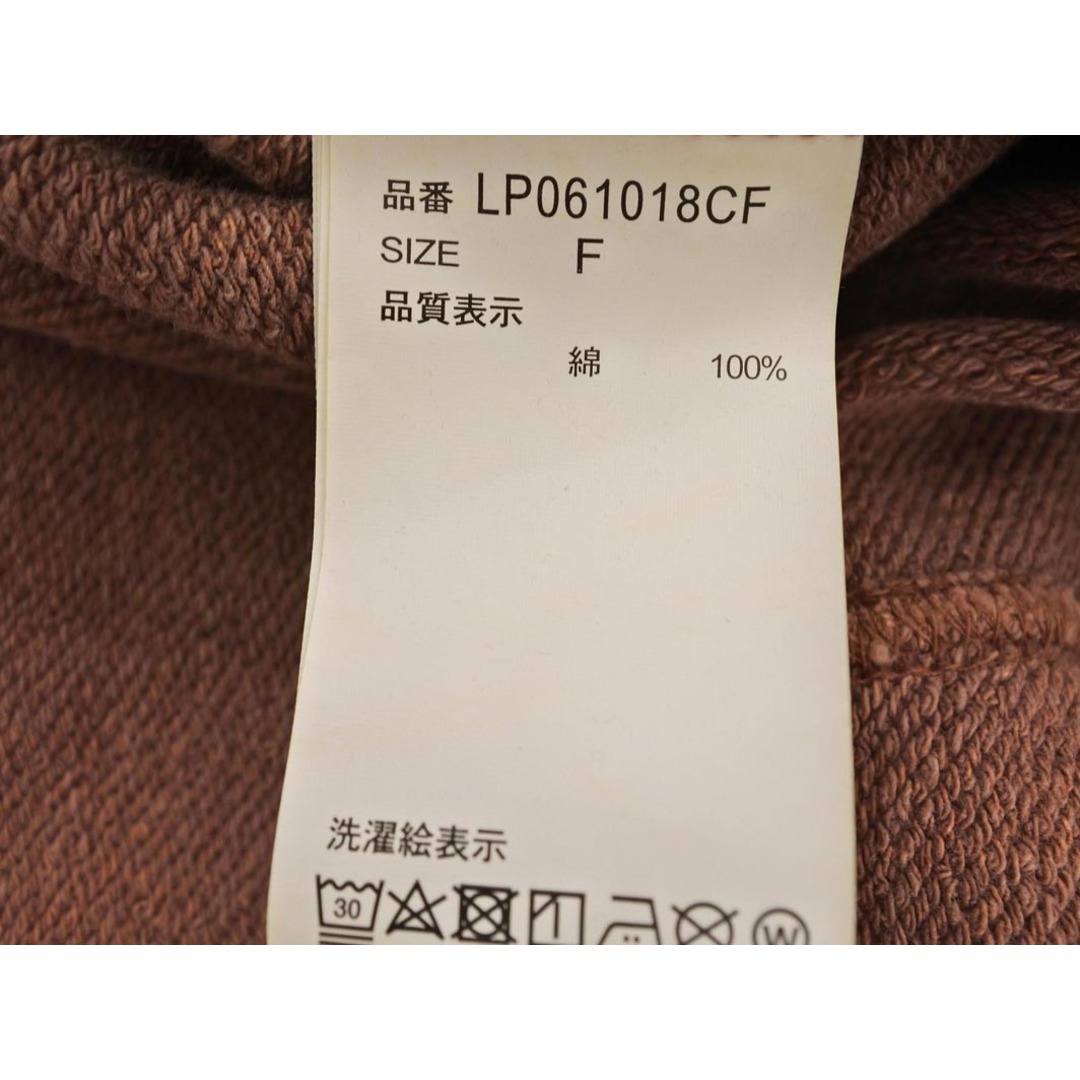 品番 LP061018CF
SIZE F
品質表示
綿 100%
洗濯絵表示
30 W